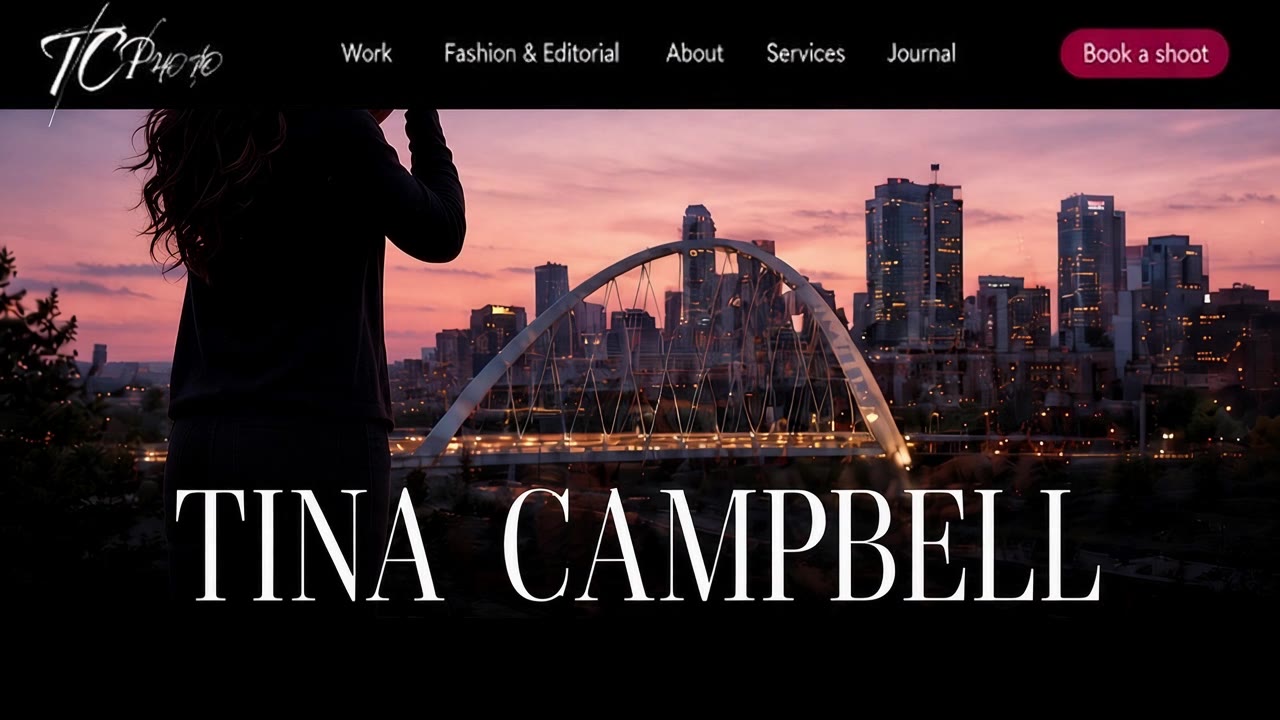 TCPhoto
Work
Fashion & Editorial
About
Services
Journal
Book a shoot
TINA CAMPBELL